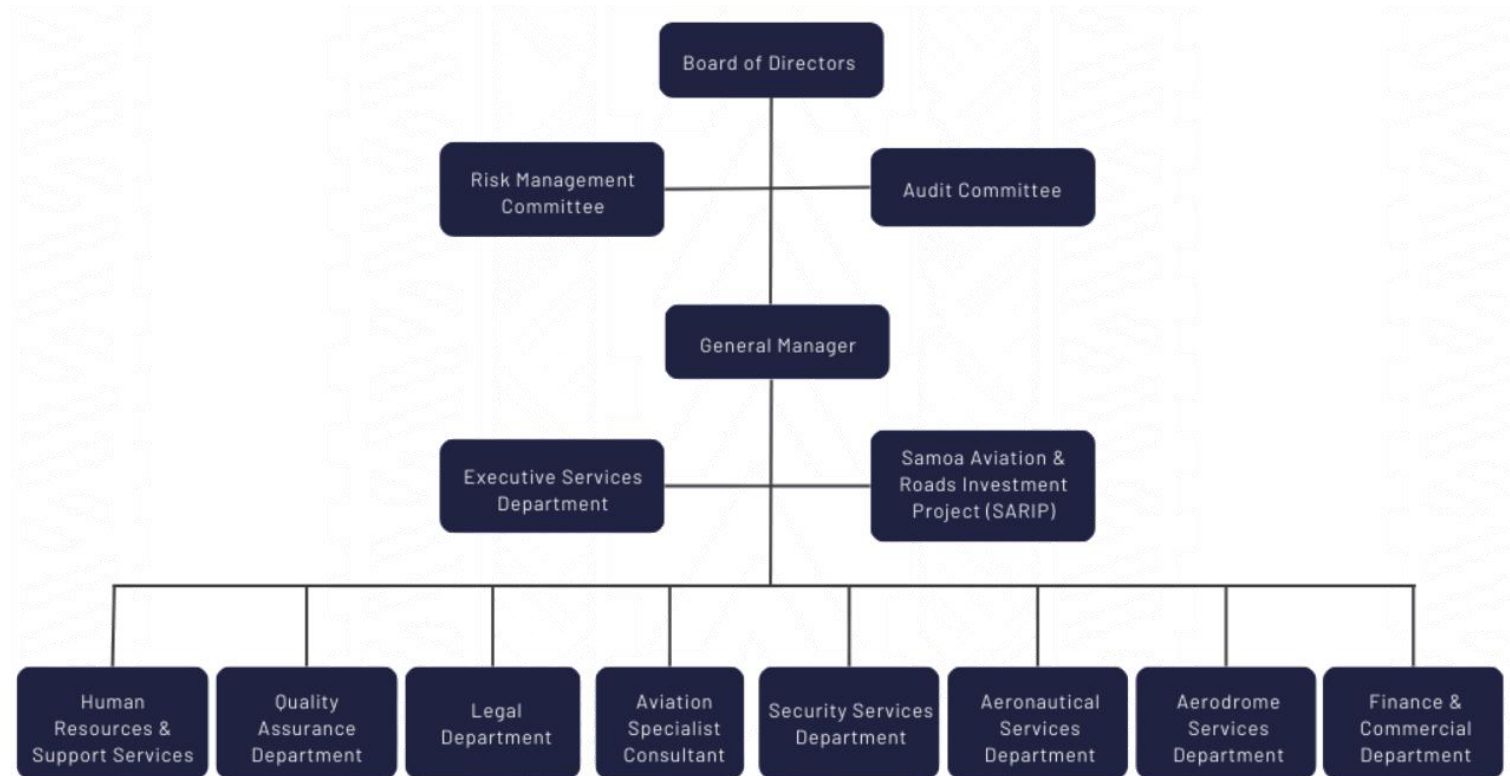 Board of Directors
Risk Management
Committee
Audit Committee
General Manager
Executive Services
Department
Samoa Aviation &
Roads Investment
Project (SARIP)
Human
Resources &
Support Services
Quality
Assurance
Department
Legal
Department
Aviation
Specialist
Consultant
Security Services
Department
Aeronautical
Services
Department
Aerodrome
Services
Department
Finance &
Commercial
Department